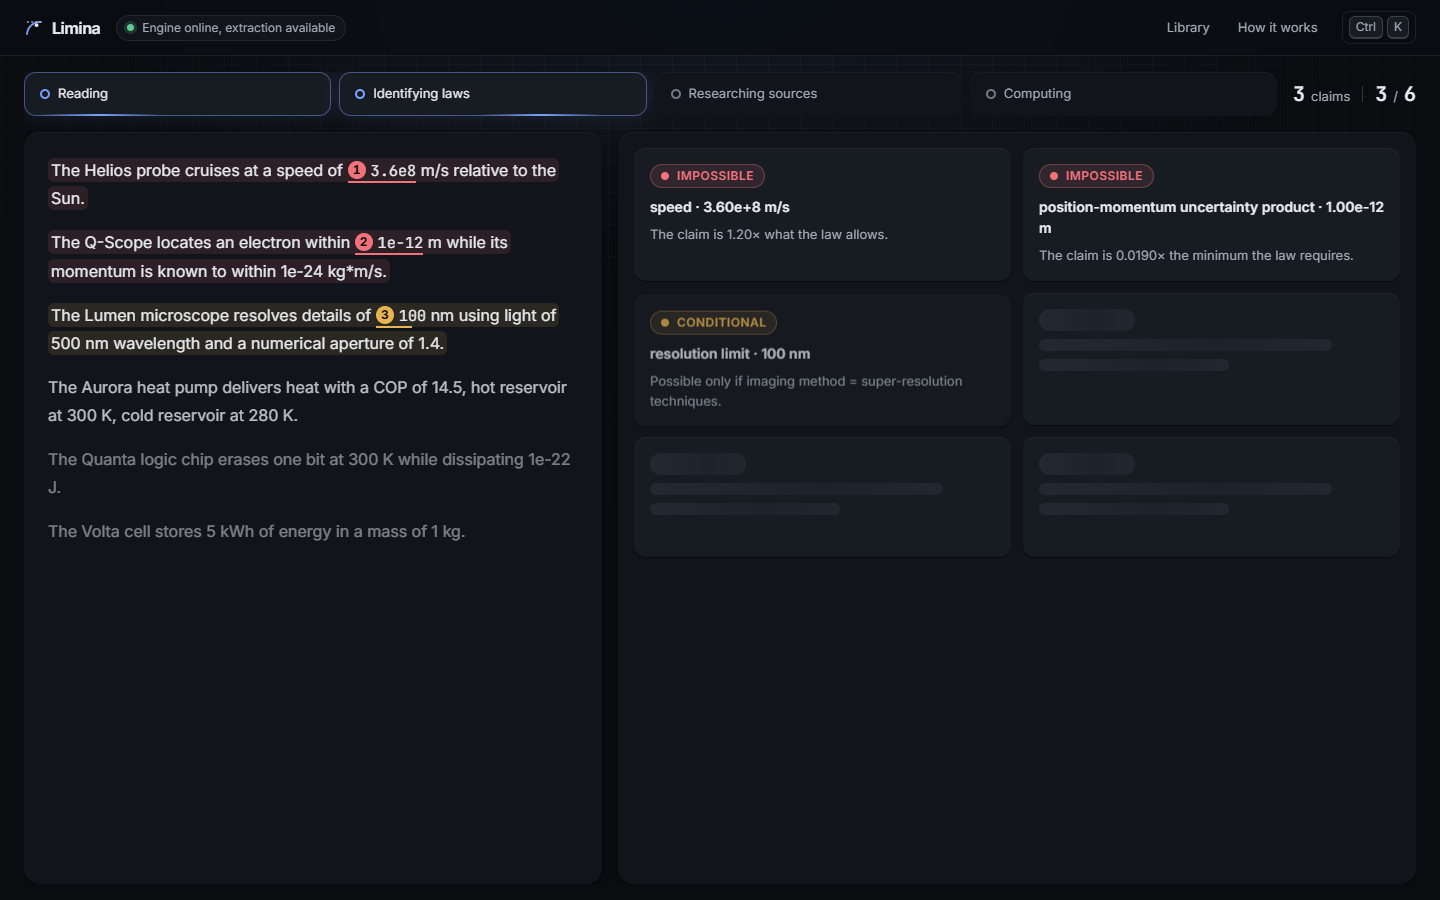 Limina
Engine online, extraction available
Library
How it works
Ctrl K
Reading
Identifying laws
Researching sources
Computing
3 claims
3 / 6
The Helios probe cruises at a speed of 1 3.6e8 m/s relative to the
Sun.
The Q-Scope locates an electron within 2 1e-12 m while its
momentum is known to within 1e-24 kg*m/s.
The Lumen microscope resolves details of 3 100 nm using light of
500 nm wavelength and a numerical aperture of 1.4.
The Aurora heat pump delivers heat with a COP of 14.5, hot reservoir
at 300 K, cold reservoir at 280 K.
The Quanta logic chip erases one bit at 300 K while dissipating 1e-22
J.
The Volta cell stores 5 kWh of energy in a mass of 1 kg.
IMPOSSIBLE
speed · 3.60e+8 m/s
The claim is 1.20× what the law allows.
IMPOSSIBLE
position-momentum uncertainty product · 1.00e-12
m
The claim is 0.0190× the minimum the law requires.
CONDITIONAL
resolution limit · 100 nm
Possible only if imaging method = super-resolution
techniques.